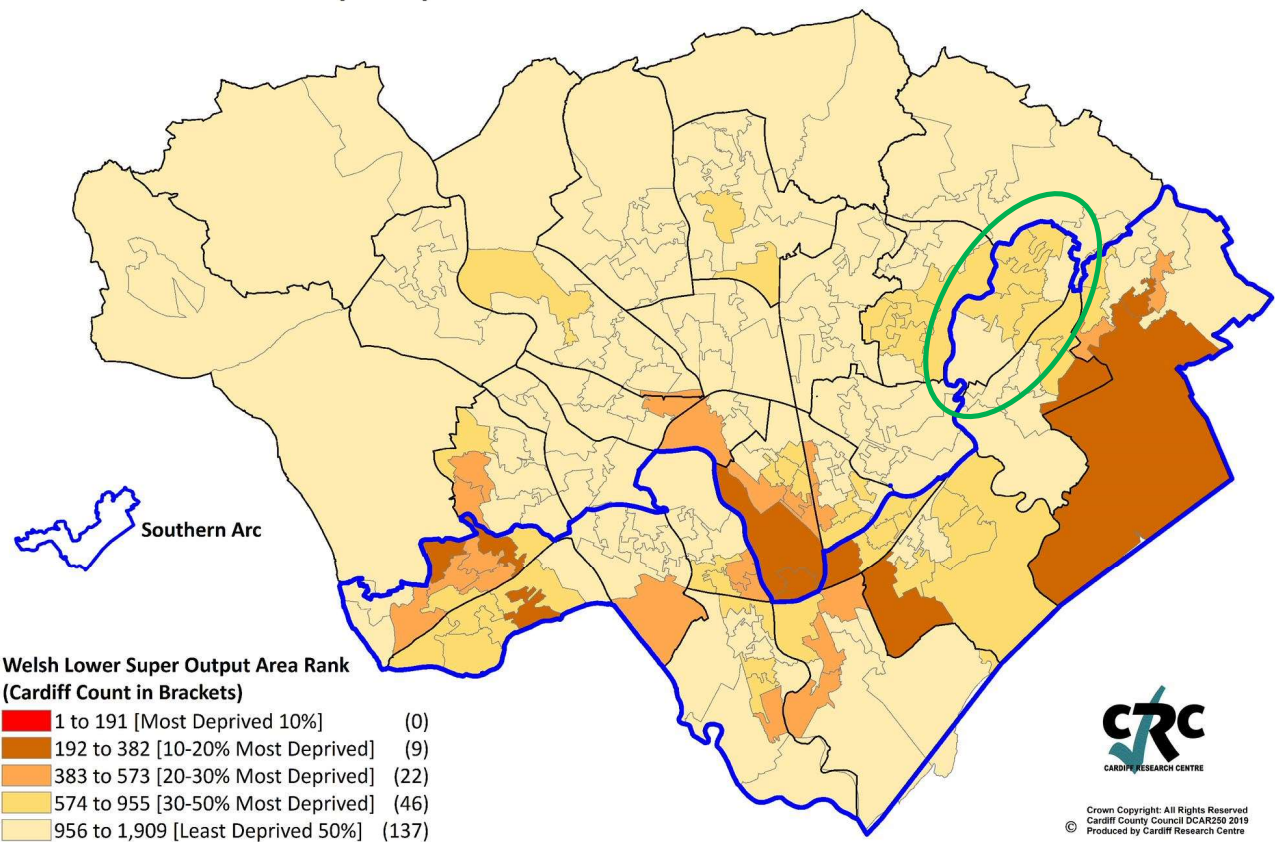 Southern Arc
Welsh Lower Super Output Area Rank
(Cardiff Count in Brackets)
1 to 191 [Most Deprived 10%] (0)
192 to 382 [10-20% Most Deprived] (9)
383 to 573 [20-30% Most Deprived] (22)
574 to 955 [30-50% Most Deprived] (46)
956 to 1,909 [Least Deprived 50%] (137)
CRC
CARDIFF RESEARCH CENTRE
Crown Copyright: All Rights Reserved
Cardiff County Council DCAR250 2019
© Produced by Cardiff Research Centre